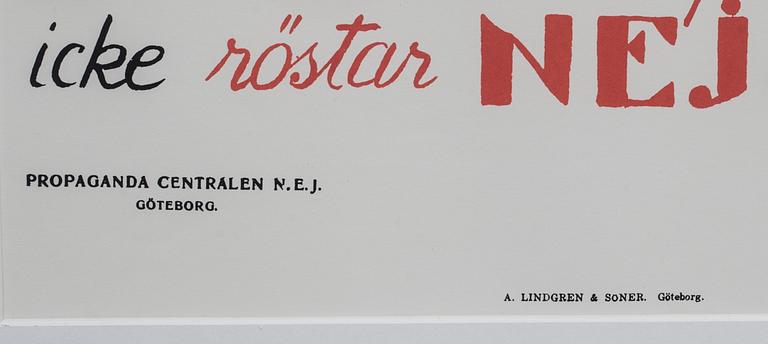 icke röstar NEJ
PROPAGANDA CENTRALEN N.E.J.
GÖTEBORG.
A. LINDGREN & SONER. Göteborg.